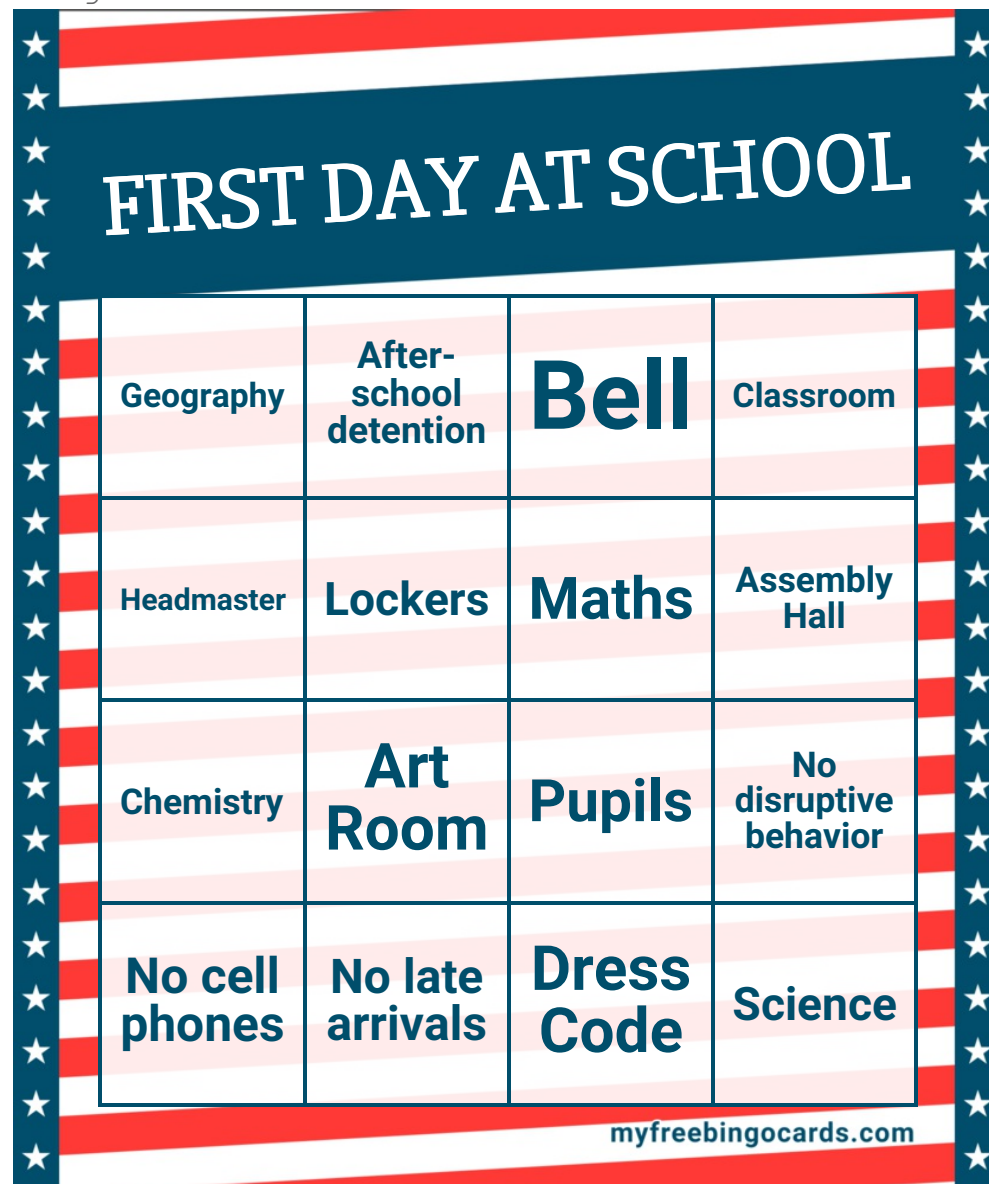 FIRST DAY AT SCHOOL
Geography
After-
school
detention
Bell
Classroom
Headmaster
Lockers
Maths
Assembly
Hall
Chemistry
Art
Room
Pupils
No
disruptive
behavior
No cell
phones
No late
arrivals
Dress
Code
Science
myfreebingocards.com